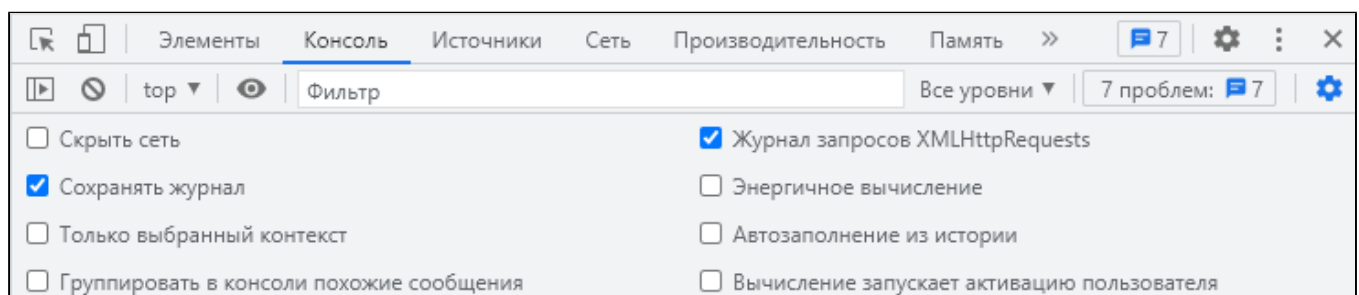 Элементы Консоль Источники Сеть Производительность Память 7
top Фильтр Все уровни 7 проблем: 7
Скрыть сеть Журнал запросов XMLHttpRequests
Сохранять журнал Энергичное вычисление
Только выбранный контекст Автозаполнение из истории
Группировать в консоли похожие сообщения Вычисление запускает активацию пользователя